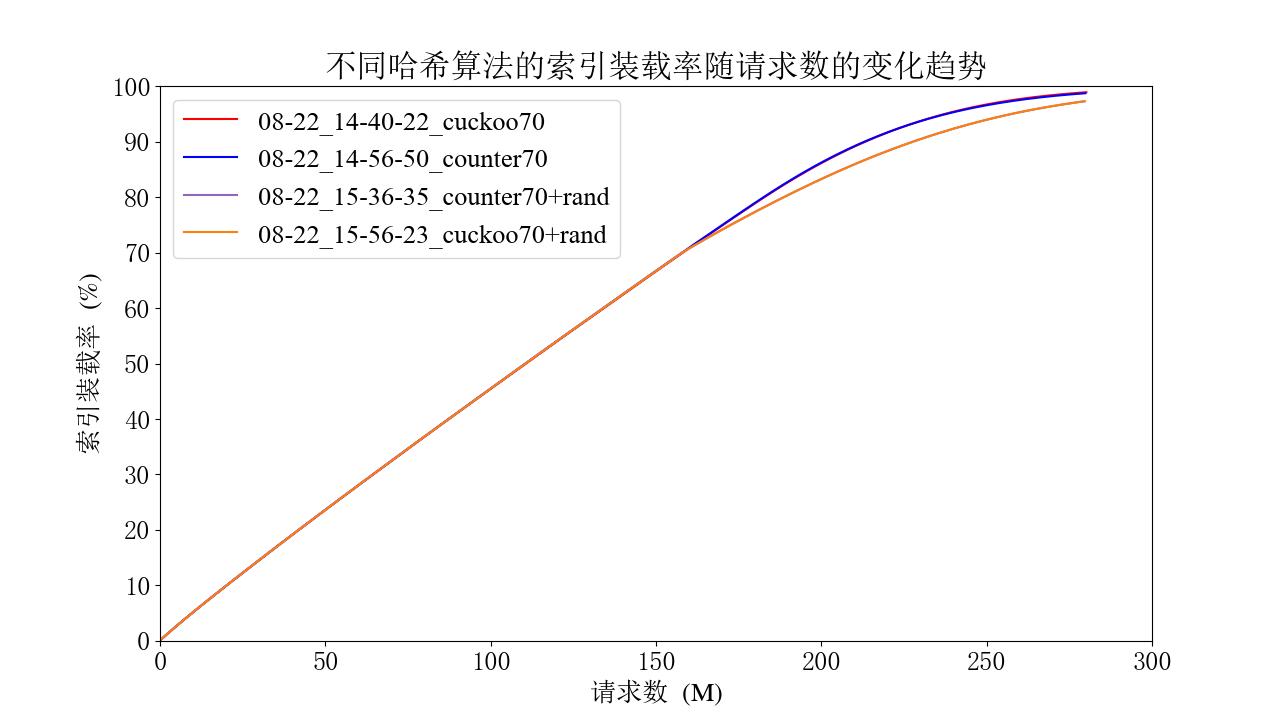 不同哈希算法的索引装载率随请求数的变化趋势
08-22_14-40-22_cuckoo70
08-22_14-56-50_counter70
08-22_15-36-35_counter70+rand
08-22_15-56-23_cuckoo70+rand
索引装载率 (%)
100
90
80
70
60
50
40
30
20
10
0
0 50 100 150 200 250 300
请求数 (M)